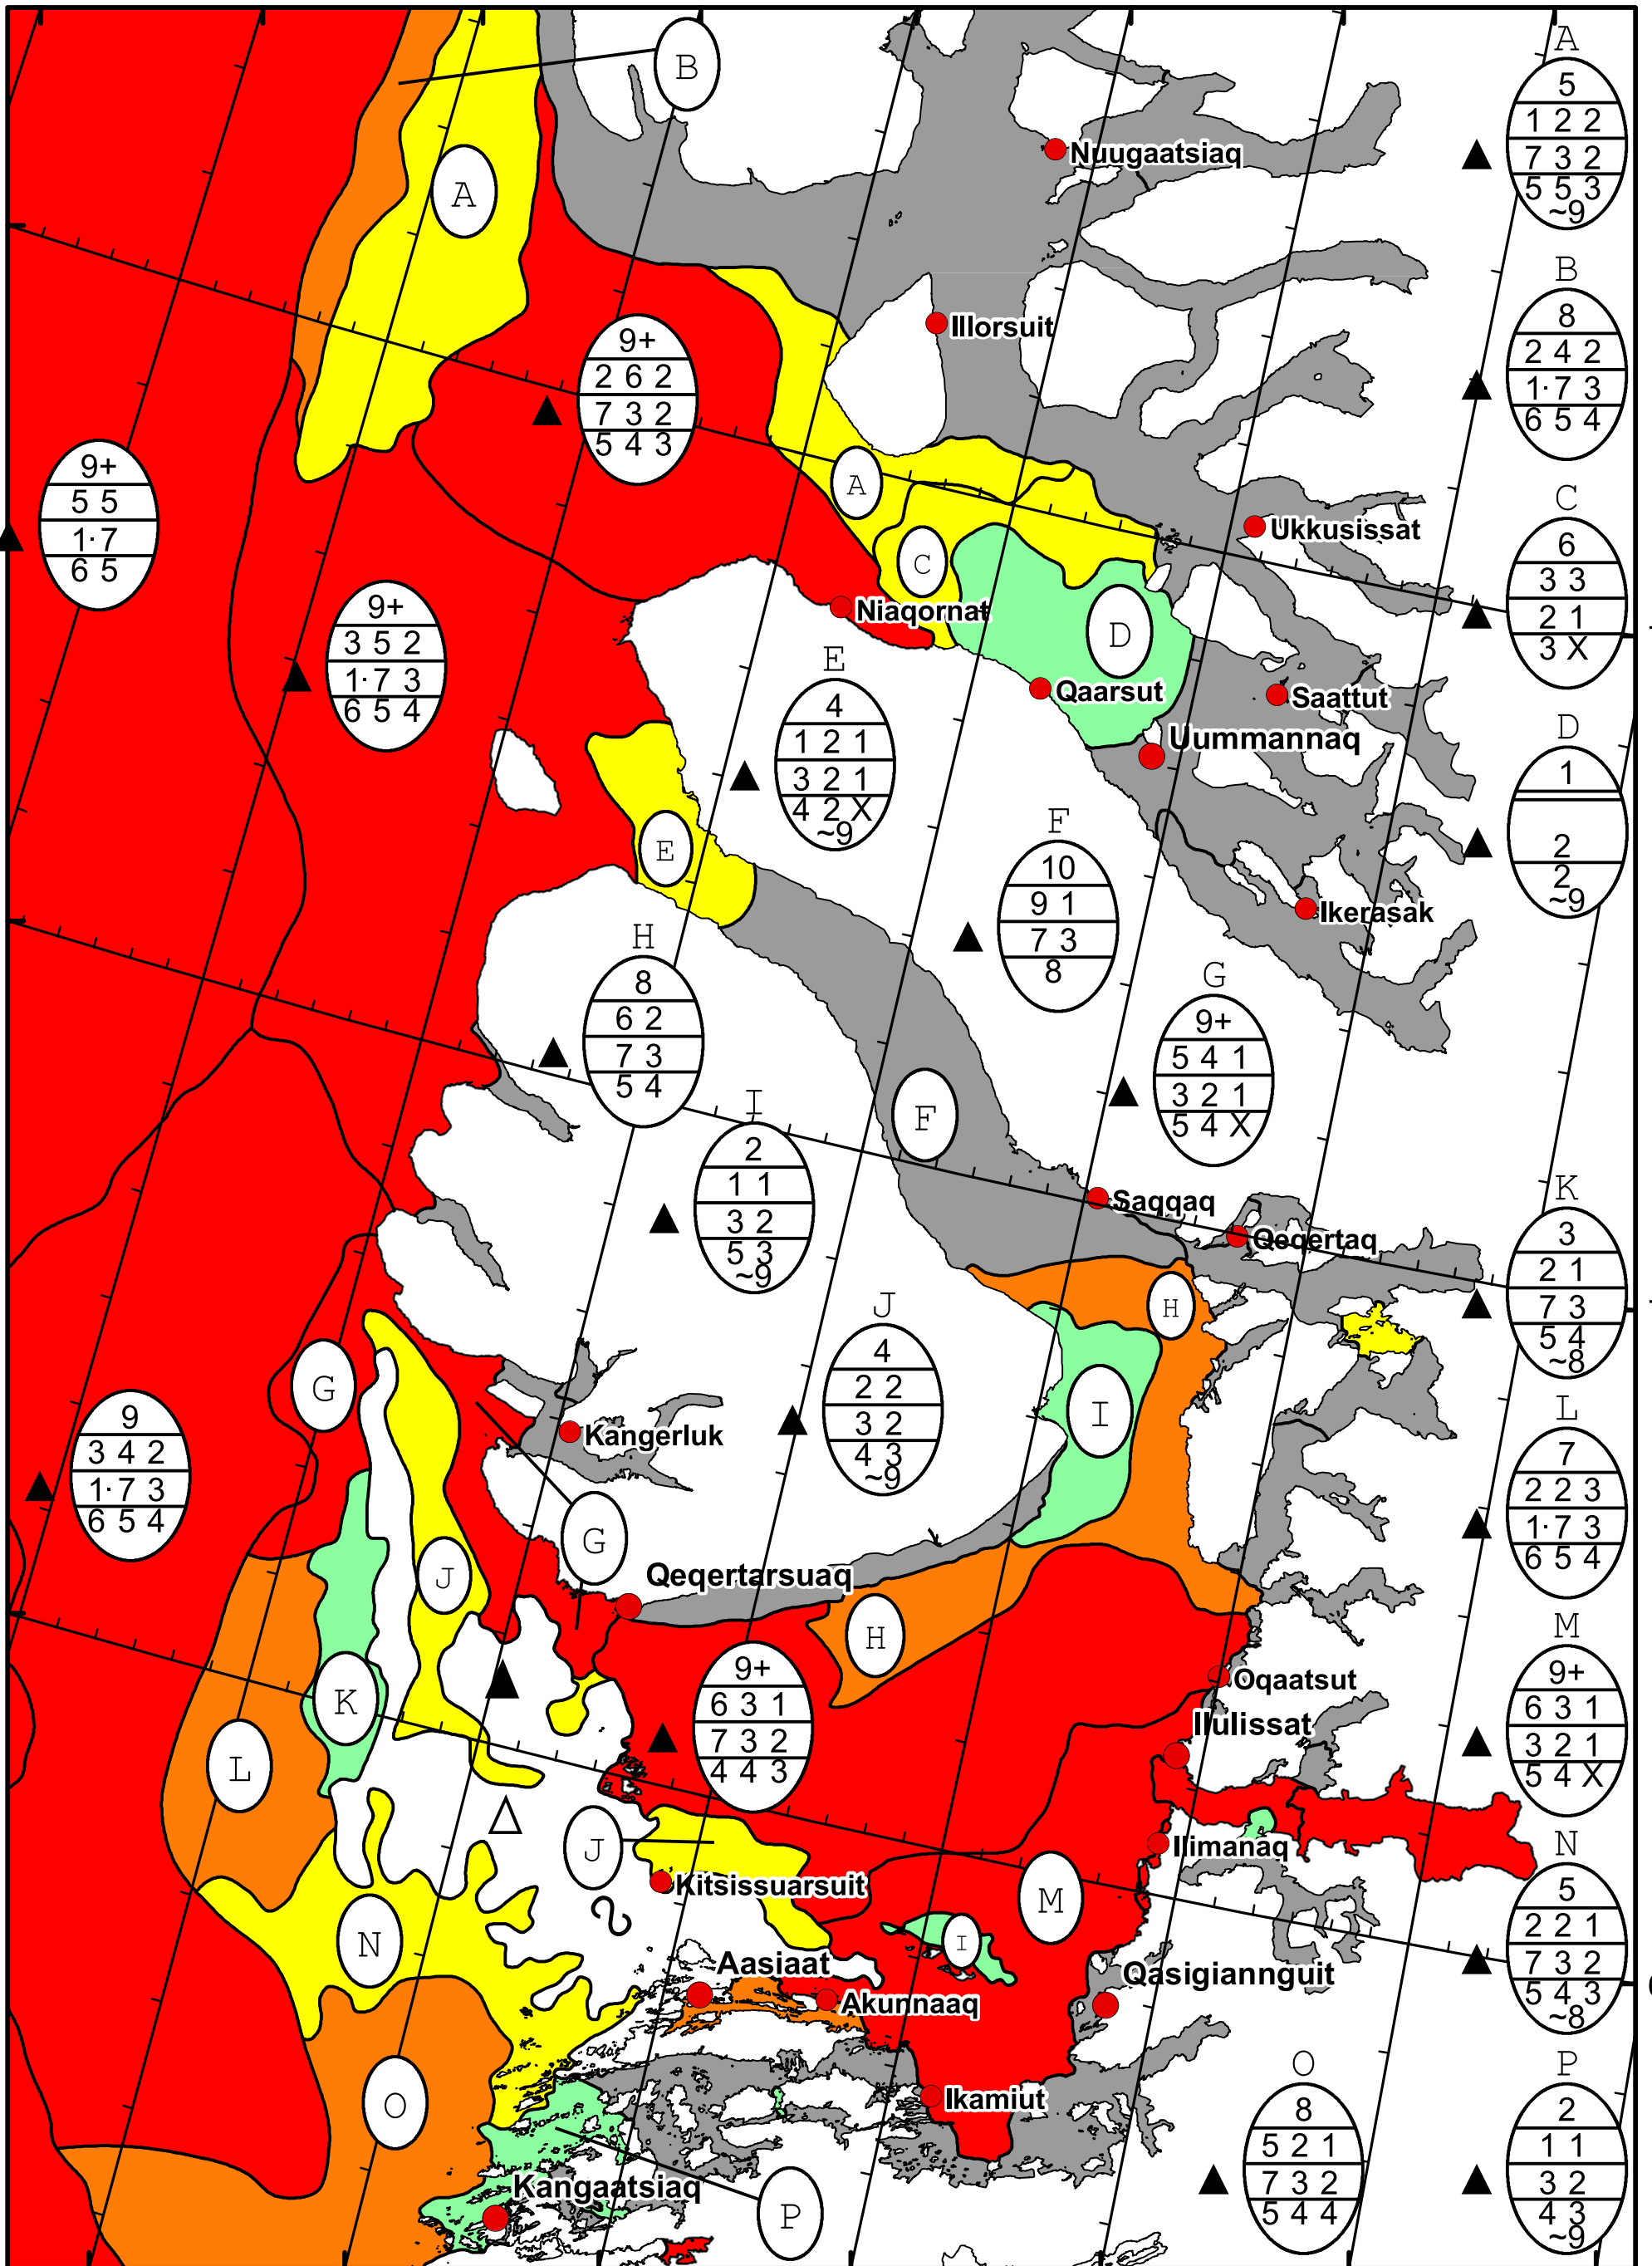 B
A
Nuugaatsiaq
A
5
1 2 2
7 3 2
5 5 3
~9
9+
2 6 2
7 3 2
5 4 3
Illorsuit
B
8
2 4 2
1· 7 3
6 5 4
9+
5 5
1· 7
6 5
A
C
Ukkusissat
C
6
3 3
2 1
3 X
9+
3 5 2
1· 7 3
6 5 4
Niaqornat
D
Qaarsut
Saattut
Uummannaq
E
4
1 2 1
3 2 1
4 2 X
~9
D
1
2
2
~9
E
F
10
9 1
7 3
8
Ikerasak
H
8
6 2
7 3
5 4
G
9+
5 4 1
3 2 1
5 4 X
F
I
2
1 1
3 2
5 3
~9
Saqqaq
Qeqertaq
K
3
2 1
7 3
5 4
~8
H
G
J
4
2 2
3 2
4 3
~9
I
Kangerluk
9
3 4 2
1· 7 3
6 5 4
L
7
2 2 3
1· 7 3
6 5 4
G
J
Qeqertarsuaq
H
K
9+
6 3 1
7 3 2
4 4 3
Oqaatsut
Ilulissat
M
9+
6 3 1
3 2 1
5 4 X
L
J
Ilimanaq
Kitsissuarsuit
M
N
5
2 2 1
7 3 2
5 4 3
~8
N
I
2
Aasiaat
Akunnaaq
Qasigiannguit
O
Ikamiut
O
8
5 2 1
7 3 2
5 4 4
P
2
1 1
3 2
4 3
~9
Kangaatsiaq
P